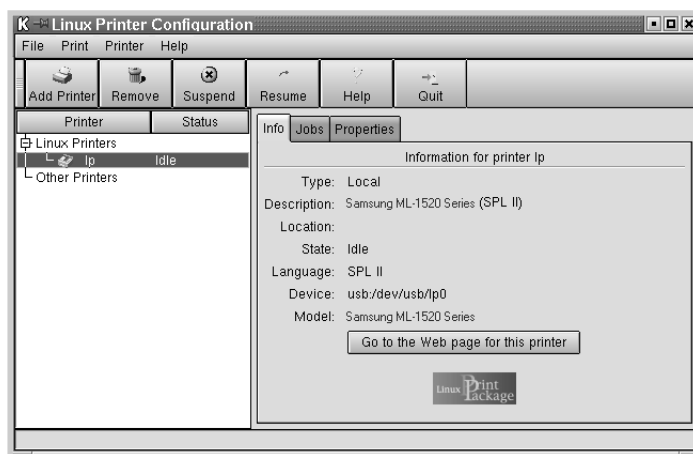 K Linux Printer Configuration
File Print Printer Help
Add Printer Remove Suspend Resume Help Quit
Printer Status
Linux Printers
lp Idle
Other Printers
Info Jobs Properties
Information for printer lp
Type: Local
Description: Samsung ML-1520 Series (SPL II)
Location:
State: Idle
Language: SPL II
Device: usb:/dev/usb/lp0
Model: Samsung ML-1520 Series
Go to the Web page for this printer
Linux Print Package